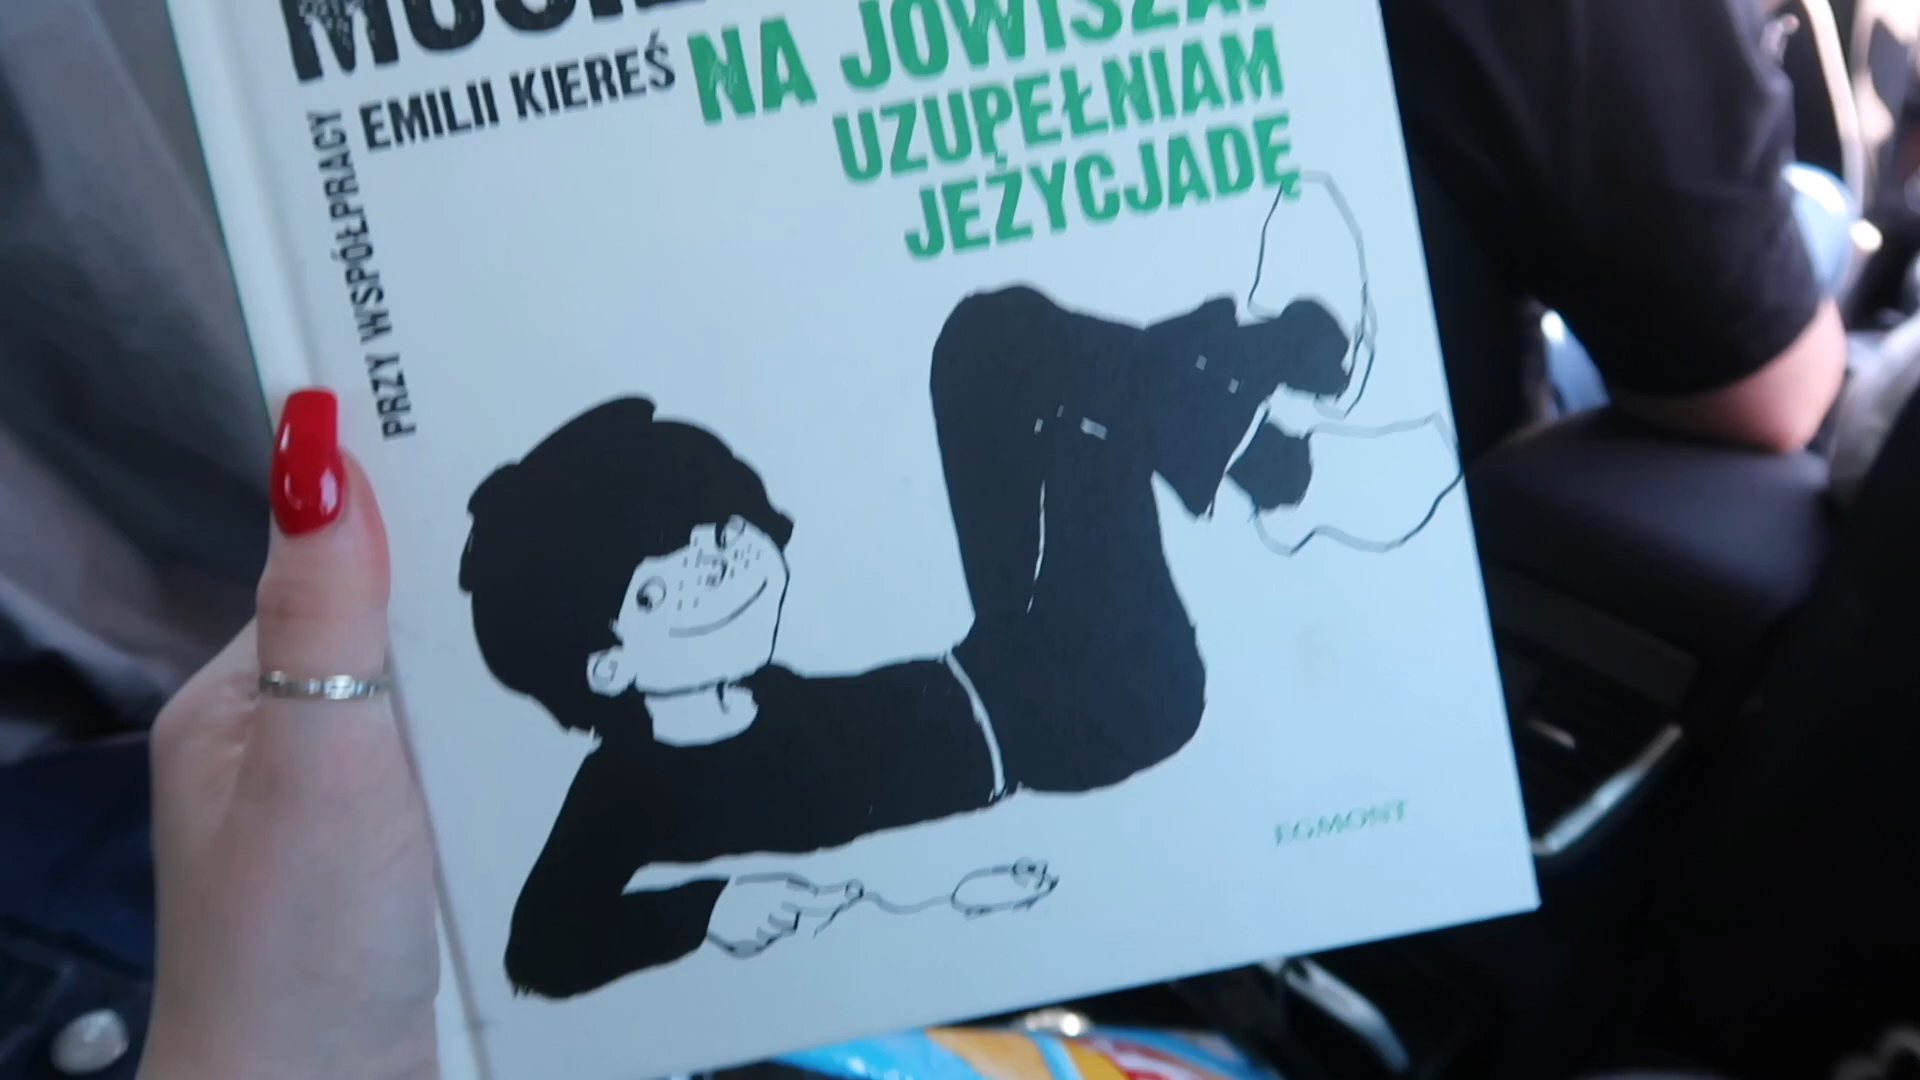 EMILII KIEREŚ
PRZY WSPÓŁPRACY
NA JOWISZA!
UZUPEŁNIAM
JEŻYCJADĘ
EGMONT